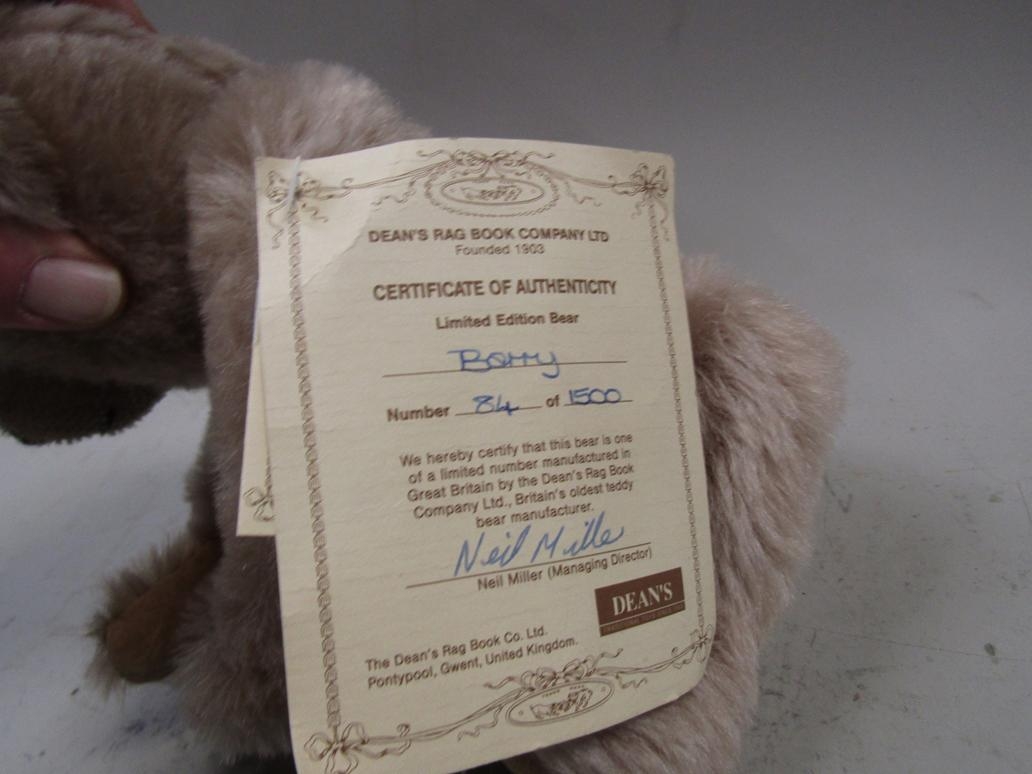 DEAN'S RAG BOOK COMPANY LTD
Founded 1903
CERTIFICATE OF AUTHENTICITY
Limited Edition Bear
Barry
Number 84 of 1500
We hereby certify that this bear is one
of a limited number manufactured in
Great Britain by the Dean's Rag Book
Company Ltd., Britain's oldest teddy
bear manufacturer.
Neil Miller
Neil Miller (Managing Director)
DEAN'S
The Dean's Rag Book Co. Ltd.
Pontypool, Gwent, United Kingdom.